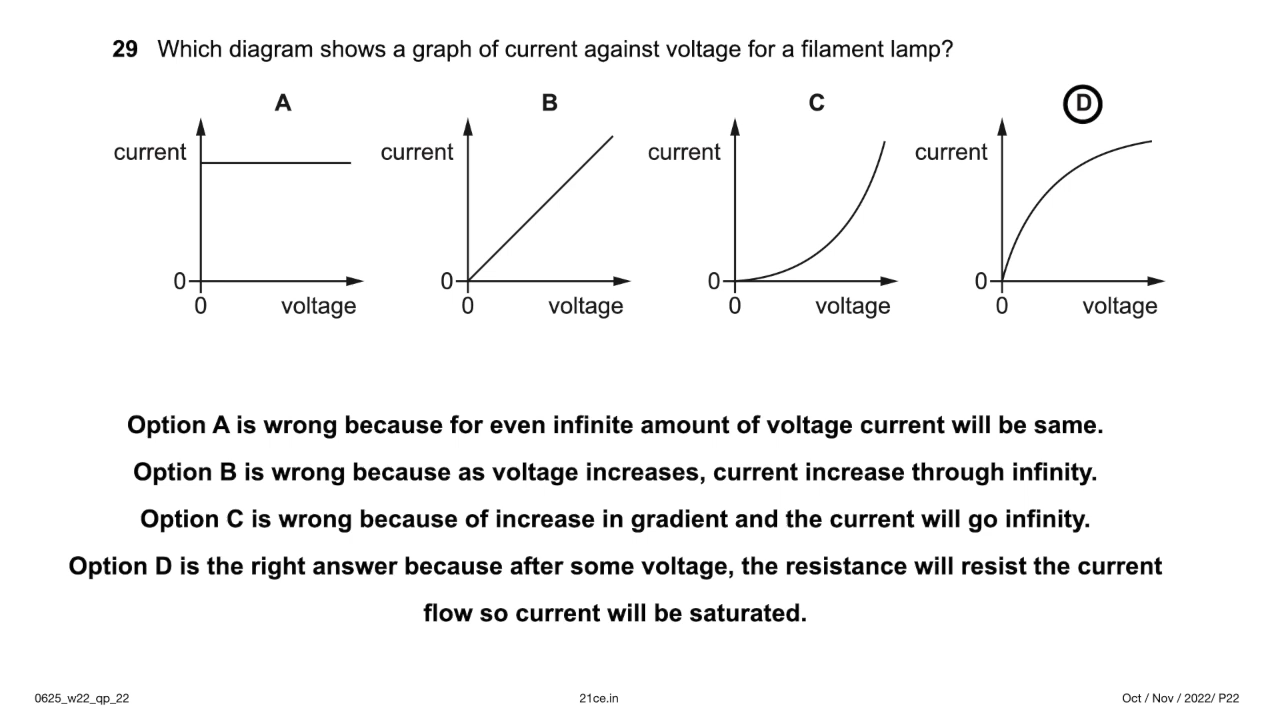 29 Which diagram shows a graph of current against voltage for a filament lamp?
A B C D
current current current current
0 0 0 0
0 voltage 0 voltage 0 voltage 0 voltage
Option A is wrong because for even infinite amount of voltage current will be same.
Option B is wrong because as voltage increases, current increase through infinity.
Option C is wrong because of increase in gradient and the current will go infinity.
Option D is the right answer because after some voltage, the resistance will resist the current
flow so current will be saturated.
0625_w22_qp_22 21ce.in Oct / Nov / 2022/ P22